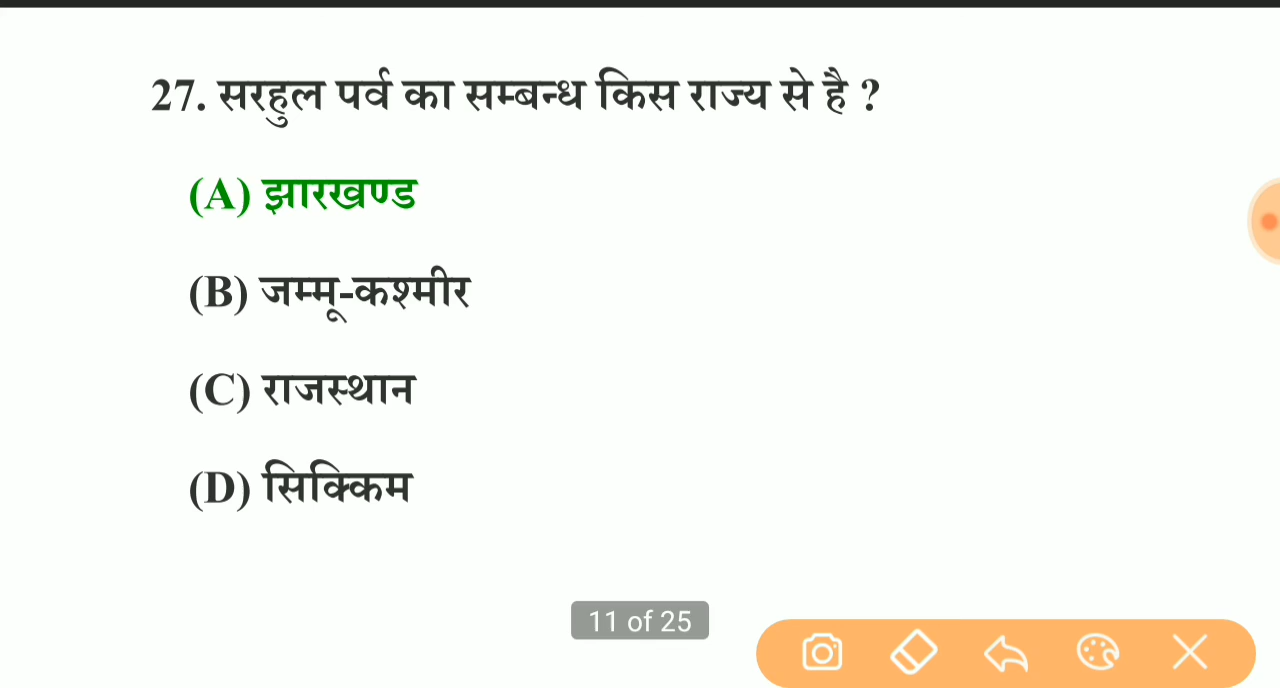 27. सरहुल पर्व का सम्बन्ध किस राज्य से है ?
(A) झारखण्ड
(B) जम्मू-कश्मीर
(C) राजस्थान
(D) सिक्किम
11 of 25